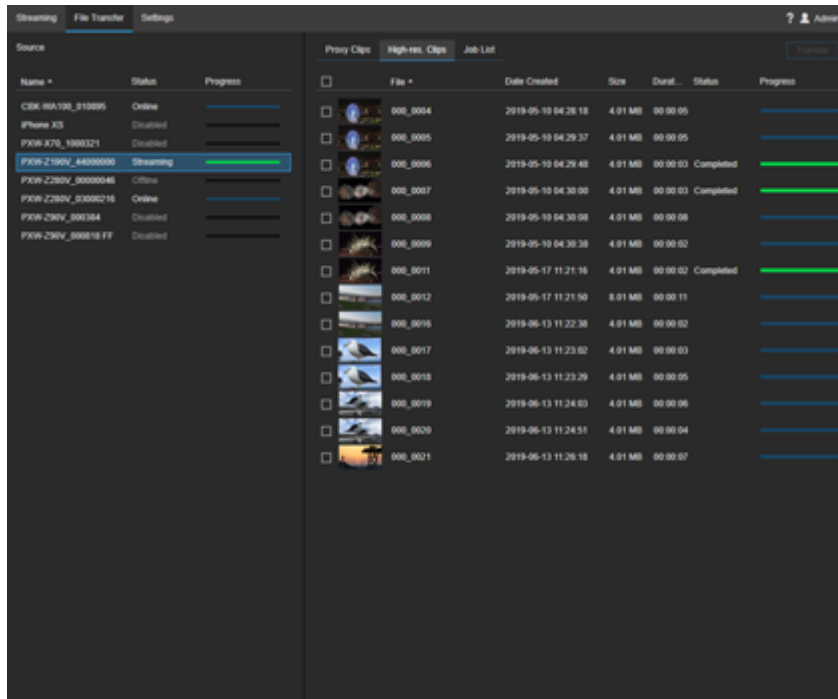 Streaming File Transfer Settings ? Admin
Source
Name Status Progress
CBK-WA100_010895 Online
iPhone XS Disabled
PXW-X70_1000321 Disabled
PXW-Z190V_44000000 Streaming
PXW-Z280V_00000046 Offline
PXW-Z280V_03000216 Online
PXW-Z90V_000384 Disabled
PXW-Z90V_000818 FF Disabled
Proxy Clips High-res. Clips Job List Transfer
File Date Created Size Durat... Status Progress
000_0004 2019-05-10 04:28:18 4.01 MB 00:00:05
000_0005 2019-05-10 04:29:37 4.01 MB 00:00:05
000_0006 2019-05-10 04:29:48 4.01 MB 00:00:03 Completed
000_0007 2019-05-10 04:30:00 4.01 MB 00:00:03 Completed
000_0008 2019-05-10 04:30:08 4.01 MB 00:00:08
000_0009 2019-05-10 04:30:38 4.01 MB 00:00:02
000_0011 2019-05-17 11:21:16 4.01 MB 00:00:02 Completed
000_0012 2019-05-17 11:21:50 8.01 MB 00:00:11
000_0016 2019-06-13 11:22:38 4.01 MB 00:00:02
000_0017 2019-06-13 11:23:02 4.01 MB 00:00:03
000_0018 2019-06-13 11:23:29 4.01 MB 00:00:05
000_0019 2019-06-13 11:24:03 4.01 MB 00:00:06
000_0020 2019-06-13 11:24:51 4.01 MB 00:00:04
000_0021 2019-06-13 11:26:18 4.01 MB 00:00:07